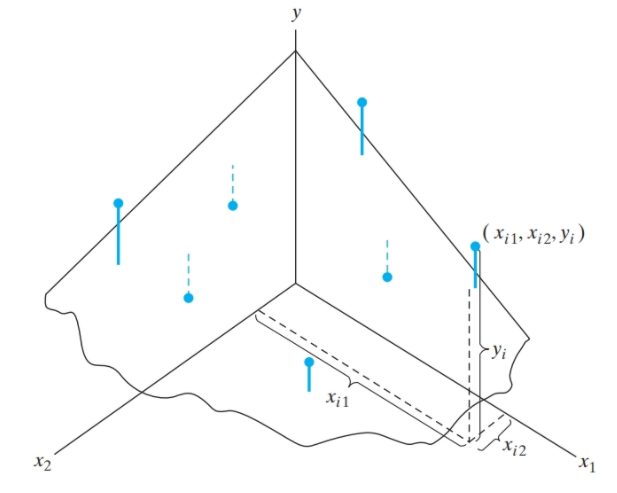 y
(x_{i1}, x_{i2}, y_i)
y_i
x_{i1}
x_{i2}
x_2
x_1